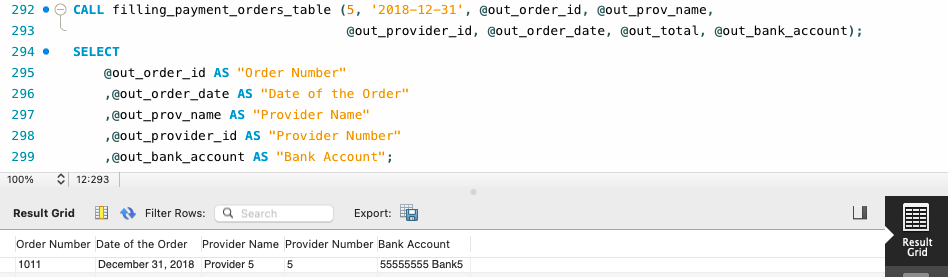 292 CALL filling_payment_orders_table (5, '2018-12-31', @out_order_id, @out_prov_name,
293 @out_provider_id, @out_order_date, @out_total, @out_bank_account);
294 SELECT
295 @out_order_id AS "Order Number"
296 ,@out_order_date AS "Date of the Order"
297 ,@out_prov_name AS "Provider Name"
298 ,@out_provider_id AS "Provider Number"
299 ,@out_bank_account AS "Bank Account";
100% 12:293
Result Grid Filter Rows: Search Export:
Result Grid
Order Number Date of the Order Provider Name Provider Number Bank Account
1011 December 31, 2018 Provider 5 5 55555555 Bank5